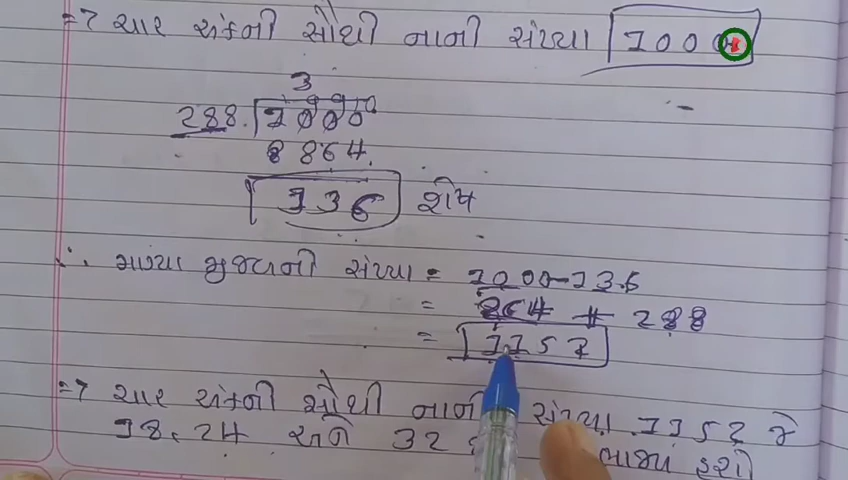 => ચાર અંકની સૌથી નાની સંખ્યા 1000
3
288. 1000
864
136 શેષ
∴ માગ્યા મુજબની સંખ્યા = 1000-136
= 864 + 288
= 1152
=> ચાર અંકની સૌથી નાની સંખ્યા 1152 જે
18, 24 અને 32 ભાજ્ય હશે